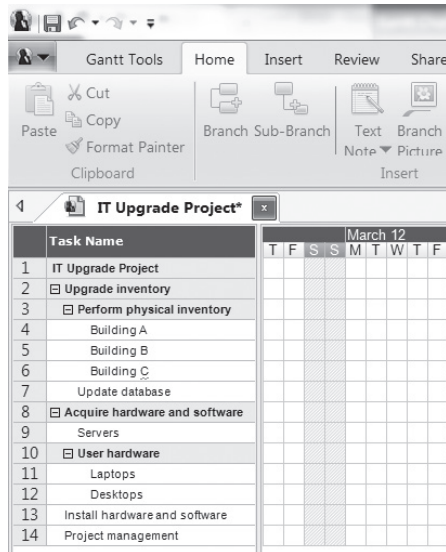 Gantt Tools Home Insert Review Share
Cut
Copy
Format Painter
Paste
Clipboard
Branch Sub-Branch
Text Note
Branch Picture
Insert
IT Upgrade Project*
x
Task Name
March 12
T F S S M T W T F
1 IT Upgrade Project
2 Upgrade inventory
3 Perform physical inventory
4 Building A
5 Building B
6 Building C
7 Update database
8 Acquire hardware and software
9 Servers
10 User hardware
11 Laptops
12 Desktops
13 Install hardware and software
14 Project management